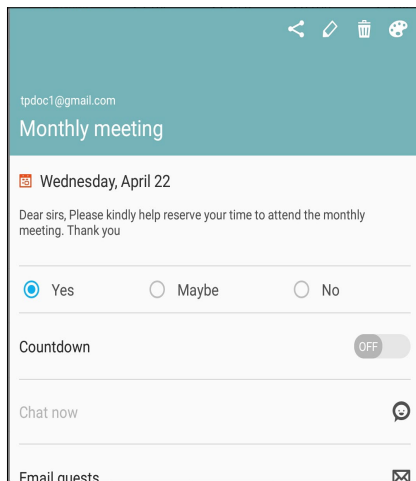 tpdoc1@gmail.com
Monthly meeting
Wednesday, April 22
Dear sirs, Please kindly help reserve your time to attend the monthly
meeting. Thank you
Yes Maybe No
Countdown OFF
Chat now
Email guests